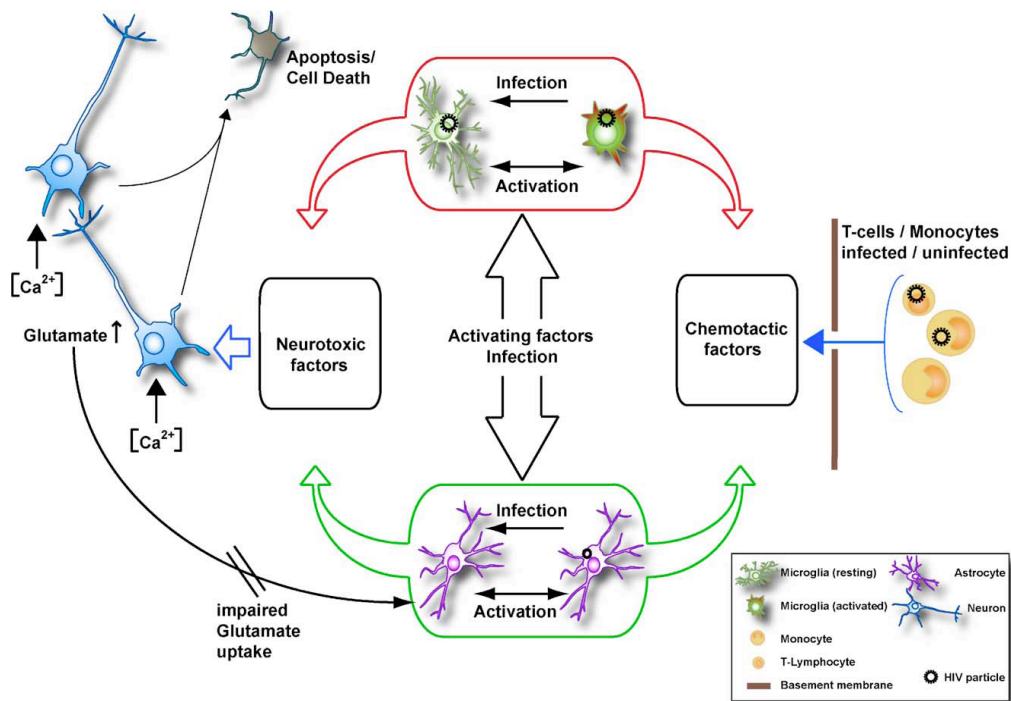 Apoptosis/
Cell Death
Infection
Activation
T-cells / Monocytes
infected / uninfected
[Ca²⁺]
Glutamate ↑
Neurotoxic
factors
Activating factors
Infection
Chemotactic
factors
[Ca²⁺]
Infection
Activation
impaired
Glutamate
uptake
Microglia (resting)
Astrocyte
Microglia (activated)
Neuron
Monocyte
T-Lymphocyte
Basement membrane
HIV particle